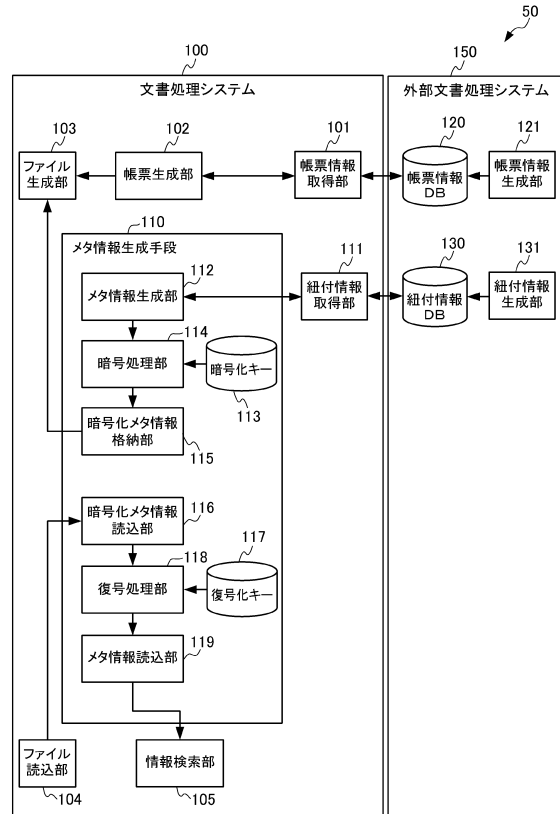 50
100
文書処理システム
150
外部文書処理システム
103
ファイル
生成部
102
帳票生成部
101
帳票情報
取得部
120
帳票情報
DB
121
帳票情報
生成部
110
メタ情報生成手段
112
メタ情報生成部
111
紐付情報
取得部
130
紐付情報
DB
131
紐付情報
生成部
114
暗号処理部
暗号化キー
113
暗号化メタ情報
格納部
115
暗号化メタ情報
読込部
116
117
118
復号処理部
復号化キー
119
メタ情報読込部
ファイル
読込部
104
情報検索部
105